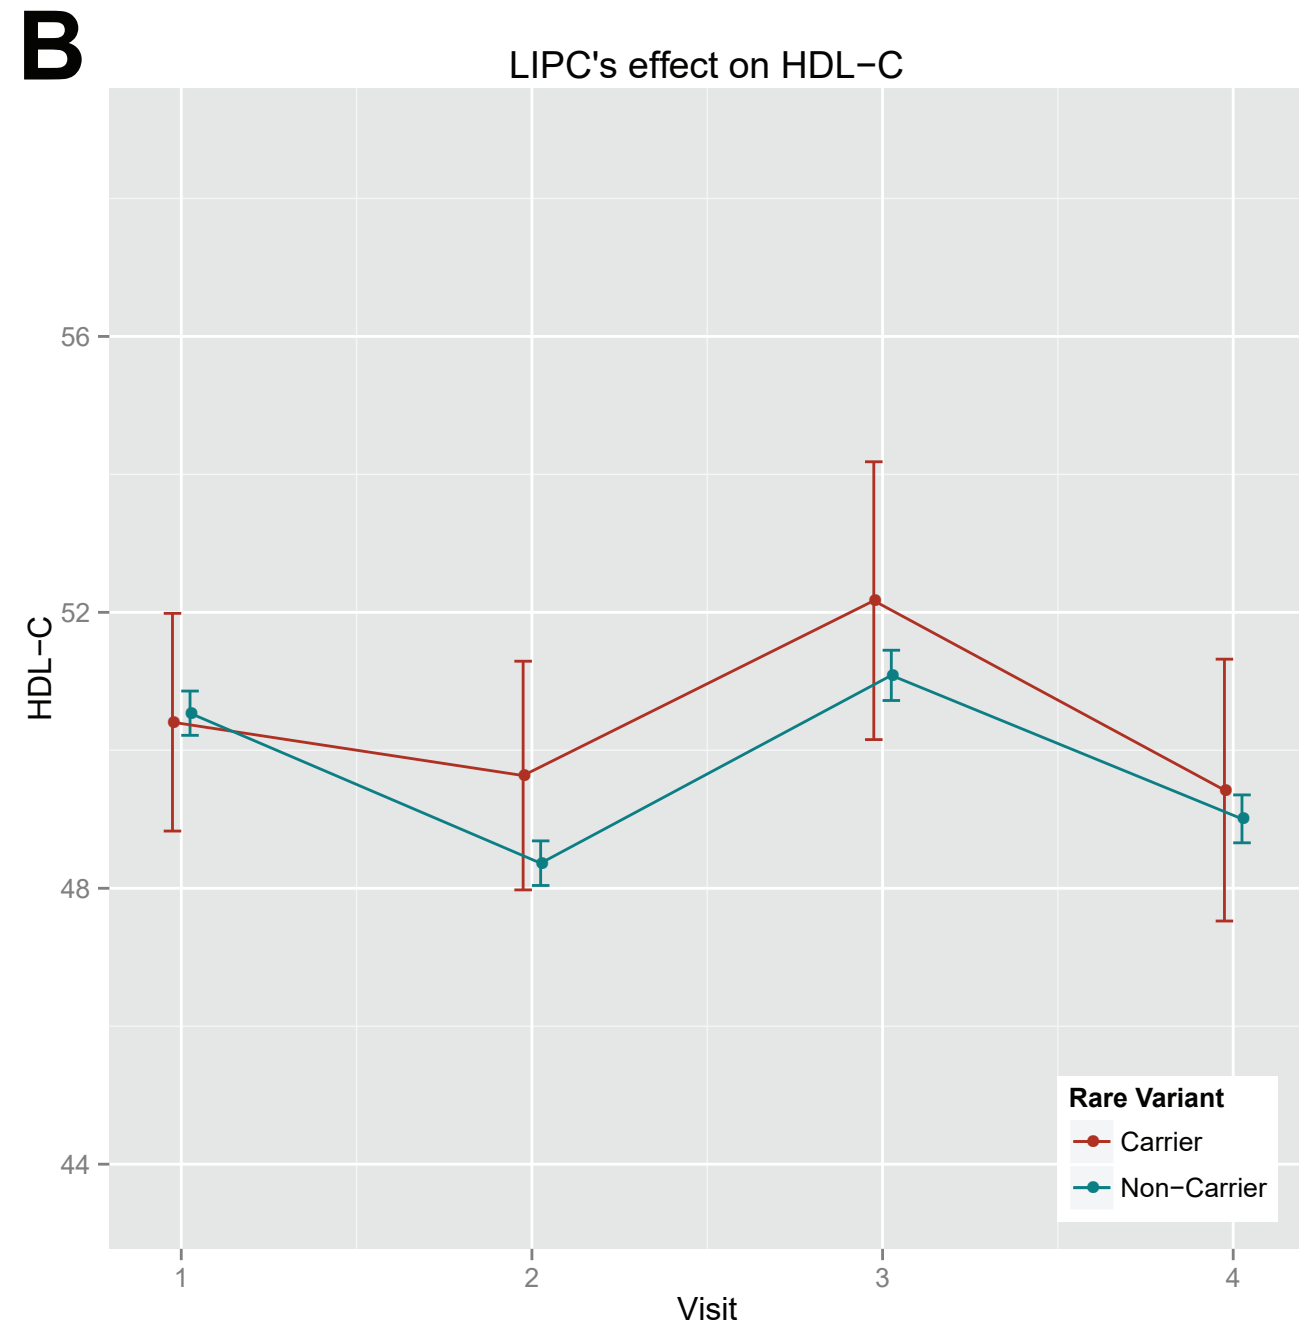 B
LIPC's effect on HDL−C
56
52
48
44
HDL−C
1 2 3 4
Visit
Rare Variant
Carrier
Non−Carrier